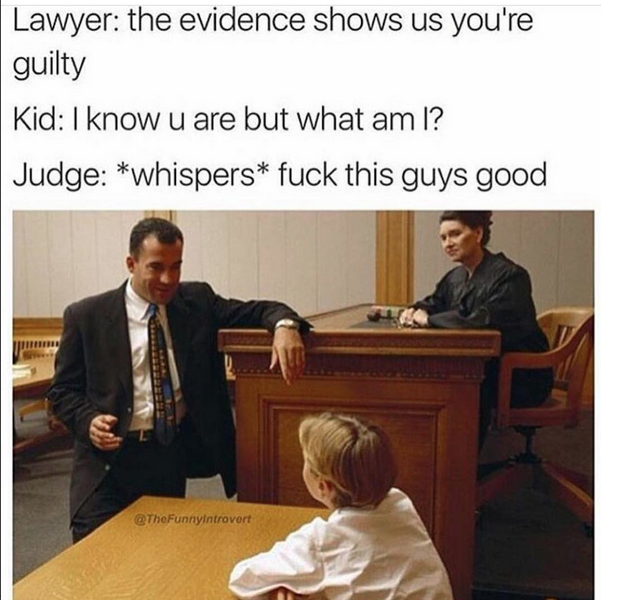 Lawyer: the evidence shows us you're
guilty
Kid: I know u are but what am I?
Judge: *whispers* fuck this guys good
@TheFunnyIntrovert